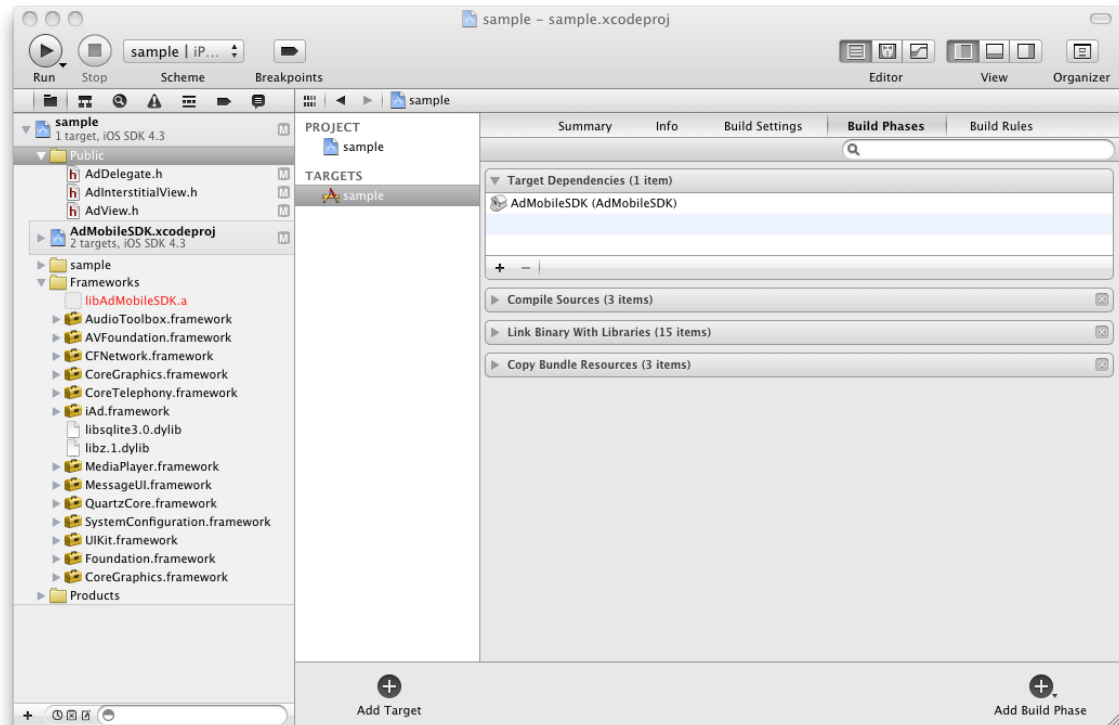 sample – sample.xcodeproj
sample | iP...
Run Stop Scheme Breakpoints Editor View Organizer
sample
sample
1 target, iOS SDK 4.3
M
Public
AdDelegate.h M
AdInterstitialView.h M
AdView.h M
AdMobileSDK.xcodeproj
2 targets, iOS SDK 4.3
M
sample
Frameworks
libAdMobileSDK.a
AudioToolbox.framework
AVFoundation.framework
CFNetwork.framework
CoreGraphics.framework
CoreTelephony.framework
iAd.framework
libsqlite3.0.dylib
libz.1.dylib
MediaPlayer.framework
MessageUI.framework
QuartzCore.framework
SystemConfiguration.framework
UIKit.framework
Foundation.framework
CoreGraphics.framework
Products
PROJECT
sample
TARGETS
sample
Summary Info Build Settings Build Phases Build Rules
Target Dependencies (1 item)
AdMobileSDK (AdMobileSDK)
Compile Sources (3 items)
Link Binary With Libraries (15 items)
Copy Bundle Resources (3 items)
Add Target
Add Build Phase